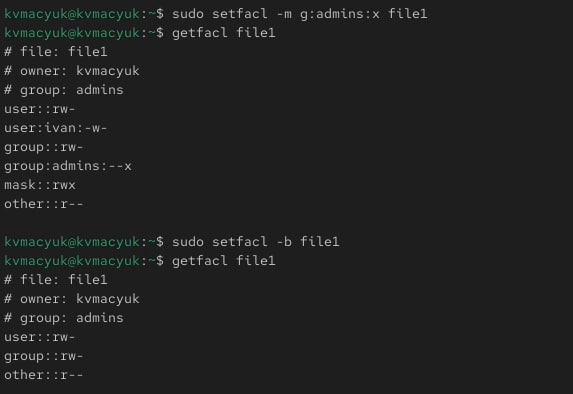 kvmacyuk@kvmacyuk:~$ sudo setfacl -m g:admins:x file1
kvmacyuk@kvmacyuk:~$ getfacl file1
# file: file1
# owner: kvmacyuk
# group: admins
user::rw-
user:ivan:-w-
group::rw-
group:admins:--x
mask::rwx
other::r--

kvmacyuk@kvmacyuk:~$ sudo setfacl -b file1
kvmacyuk@kvmacyuk:~$ getfacl file1
# file: file1
# owner: kvmacyuk
# group: admins
user::rw-
group::rw-
other::r--